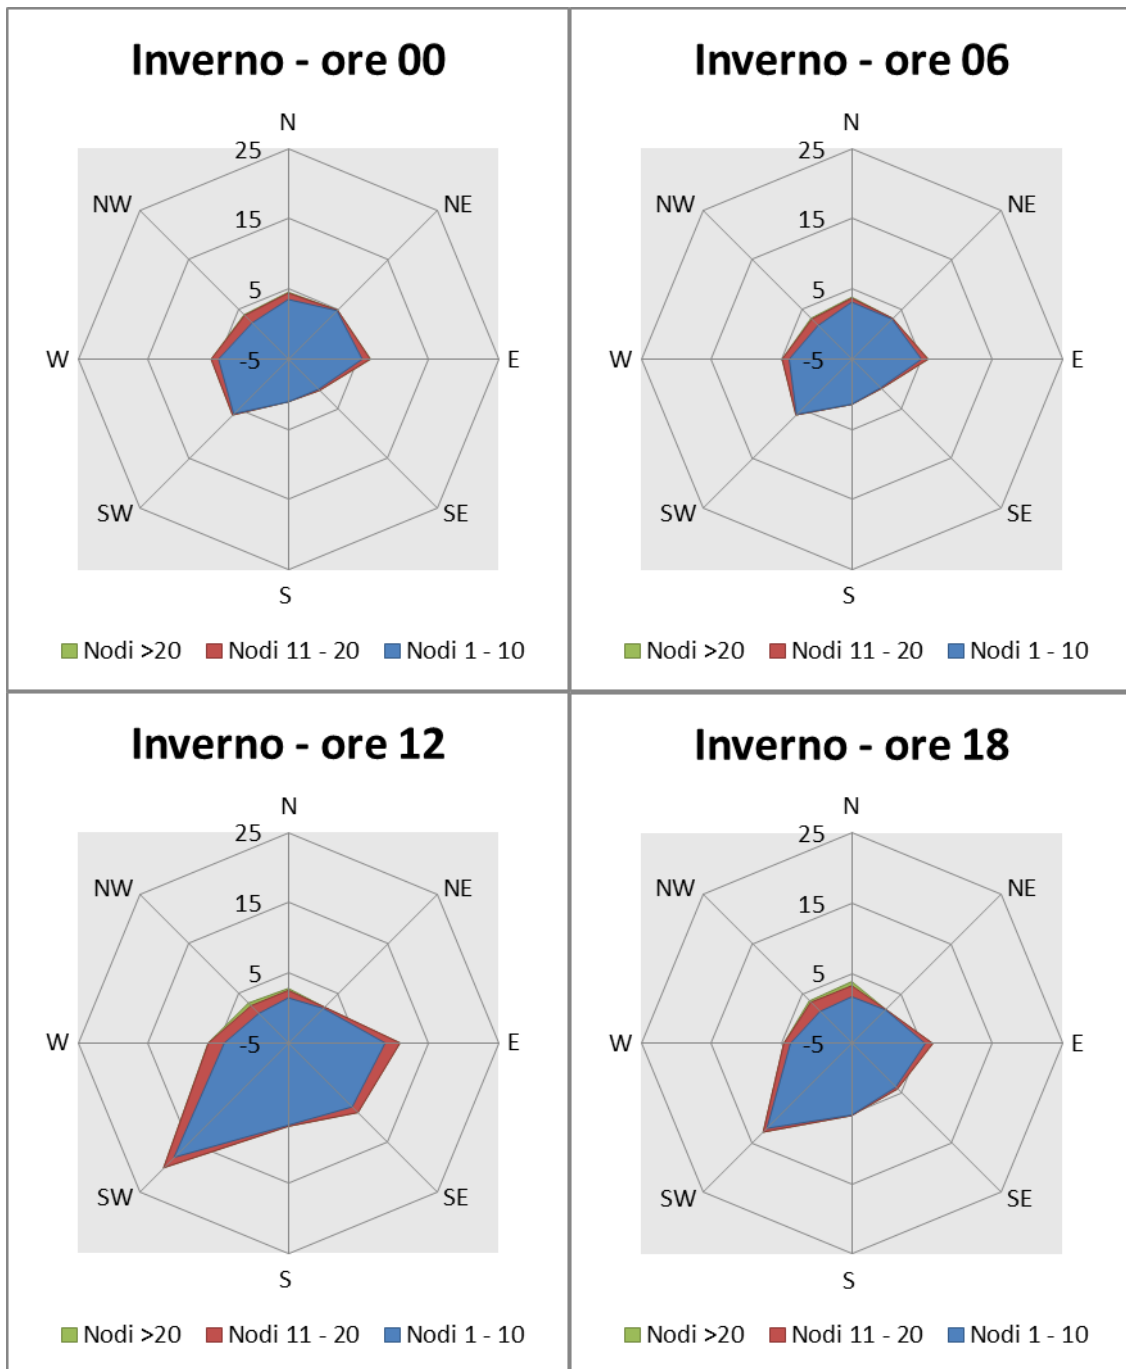 Inverno - ore 00
N
25
NW
NE
15
5
W
-5
E
SW
SE
S
Nodi >20 Nodi 11 - 20 Nodi 1 - 10
Inverno - ore 06
N
25
NW
NE
15
5
W
-5
E
SW
SE
S
Nodi >20 Nodi 11 - 20 Nodi 1 - 10
Inverno - ore 12
N
25
NW
NE
15
5
W
-5
E
SW
SE
S
Nodi >20 Nodi 11 - 20 Nodi 1 - 10
Inverno - ore 18
N
25
NW
NE
15
5
W
-5
E
SW
SE
S
Nodi >20 Nodi 11 - 20 Nodi 1 - 10